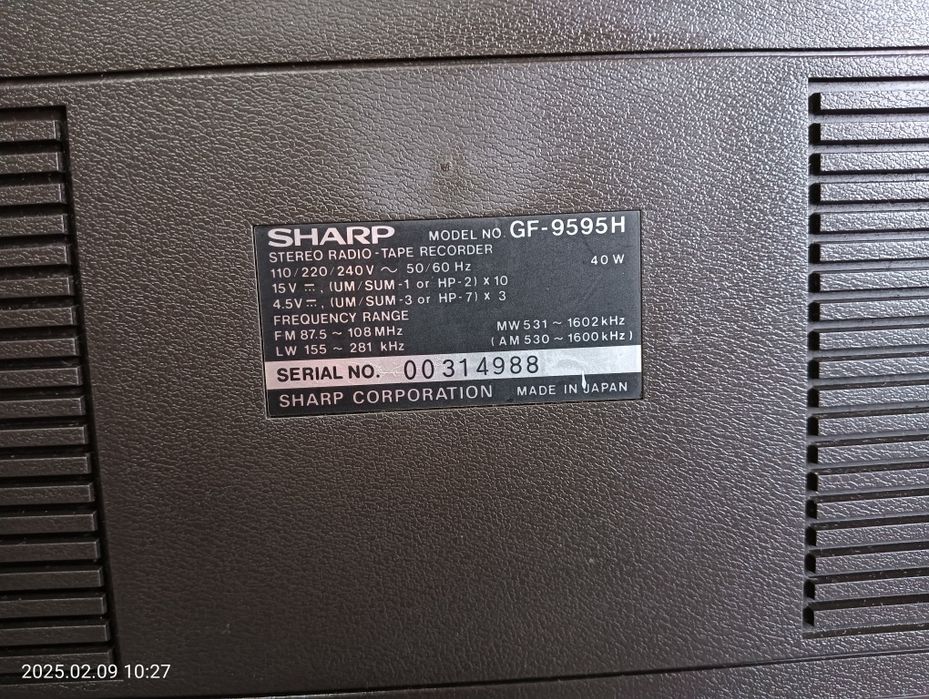 SHARP MODEL NO. GF-9595H
STEREO RADIO-TAPE RECORDER
110/220/240V ～ 50/60 Hz 40W
15V ⎓, (UM/SUM-1 or HP-2) x 10
4.5V ⎓, (UM/SUM-3 or HP-7) x 3
FREQUENCY RANGE
FM 87.5 ~ 108 MHz MW 531 ~ 1602 kHz
LW 155 ~ 281 kHz (AM 530 ~ 1600 kHz)
SERIAL NO. 00314988
SHARP CORPORATION MADE IN JAPAN
2025.02.09 10:27